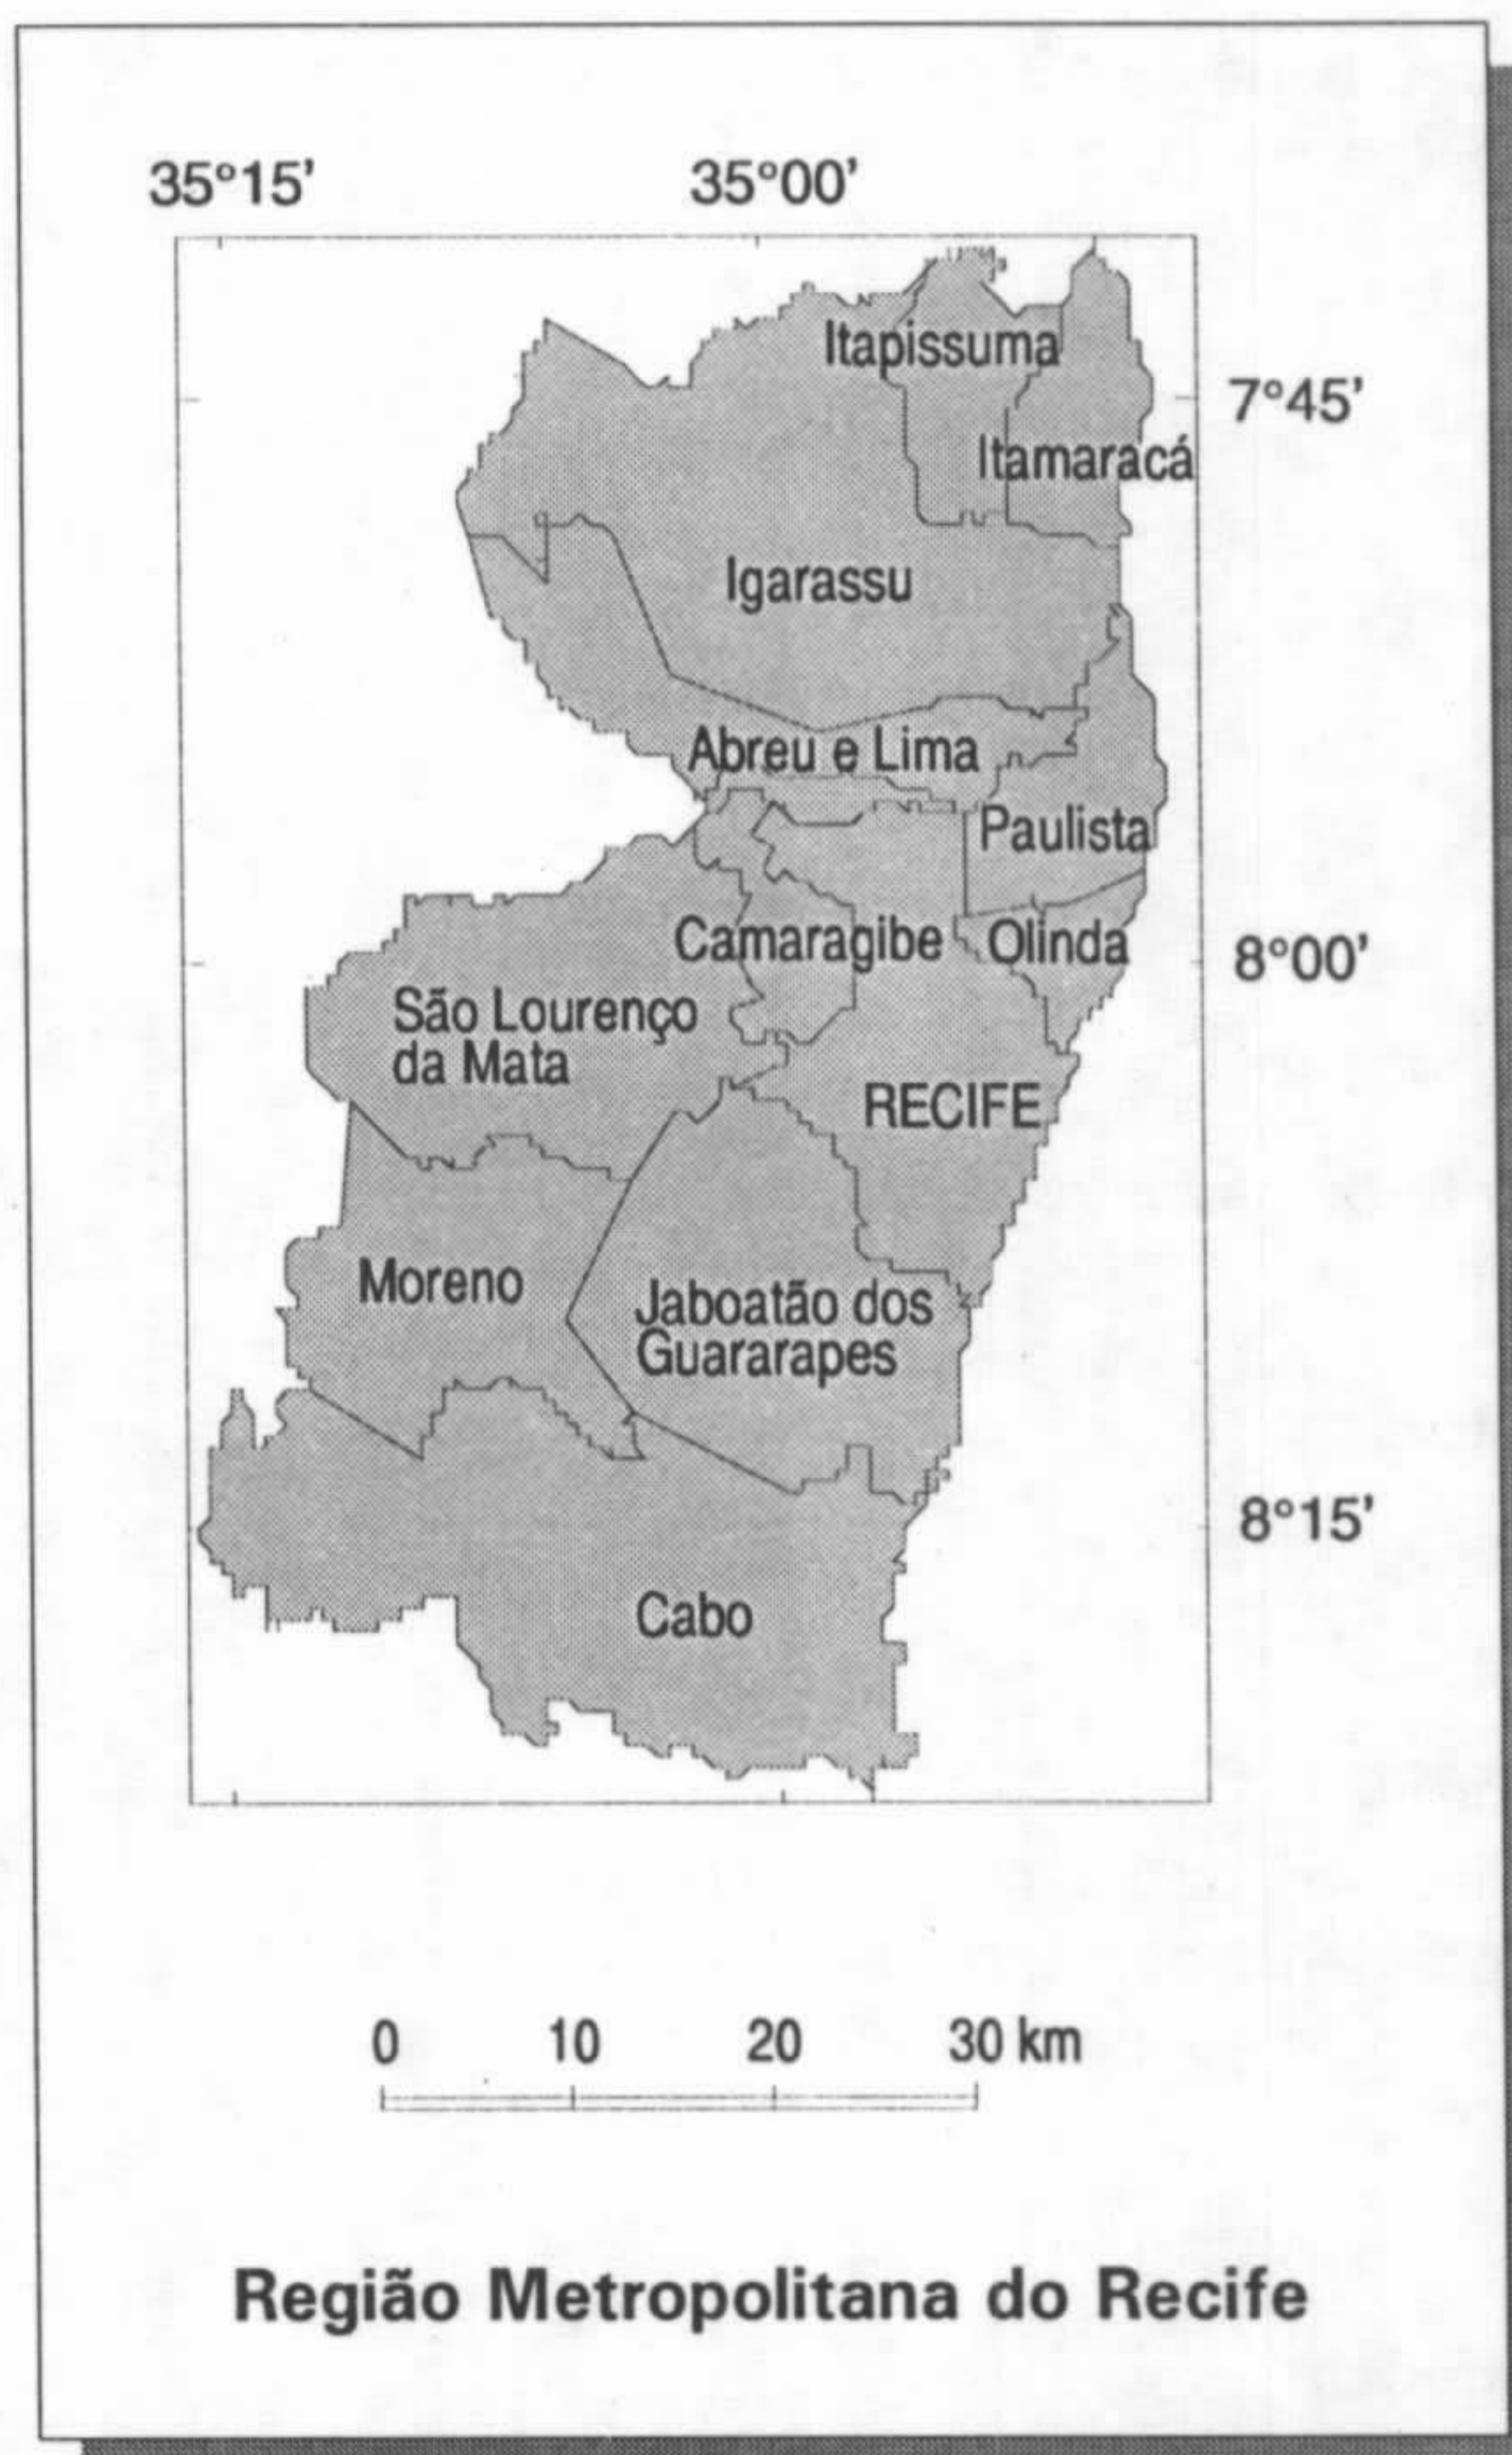 35°15’ 35°00’
Itapissuma
7°45’
Itamaracá
Igarassu
Abreu e Lima
Paulista
Camaragibe
Olinda
8°00’
São Lourenço
da Mata
RECIFE
Moreno
Jaboatão dos
Guararapes
8°15’
Cabo
0 10 20 30 km
Região Metropolitana do Recife